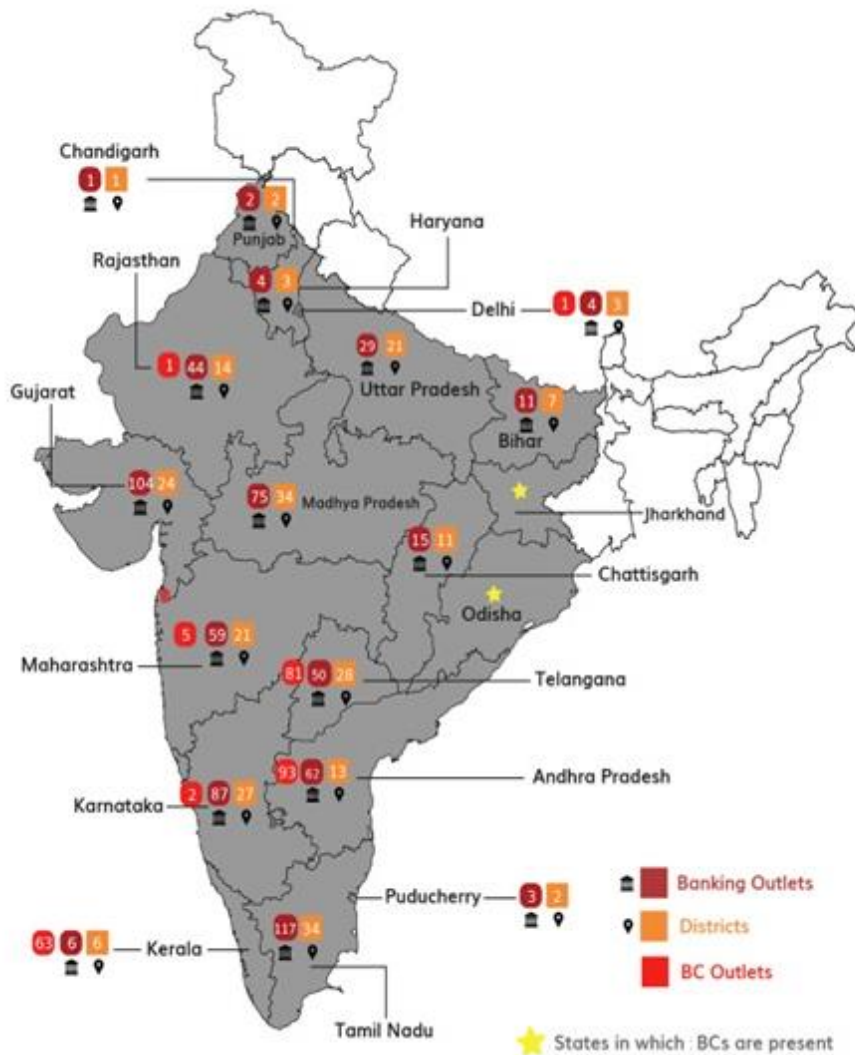 Chandigarh
1 1
2 2
Punjab
Haryana
Rajasthan
4 3
Delhi
1 4 3
1 44 14
29 21
Uttar Pradesh
Gujarat
11 7
Bihar
104 24
75 34
Madhya Pradesh
Jharkhand
15 11
Chattisgarh
Odisha
5 59 21
Maharashtra
81 50 28
Telangana
93 62 13
Andhra Pradesh
2 87 27
Karnataka
Puducherry
3 2
Banking Outlets
Districts
BC Outlets
63 6 6
Kerala
117 34
Tamil Nadu
States in which : BCs are present